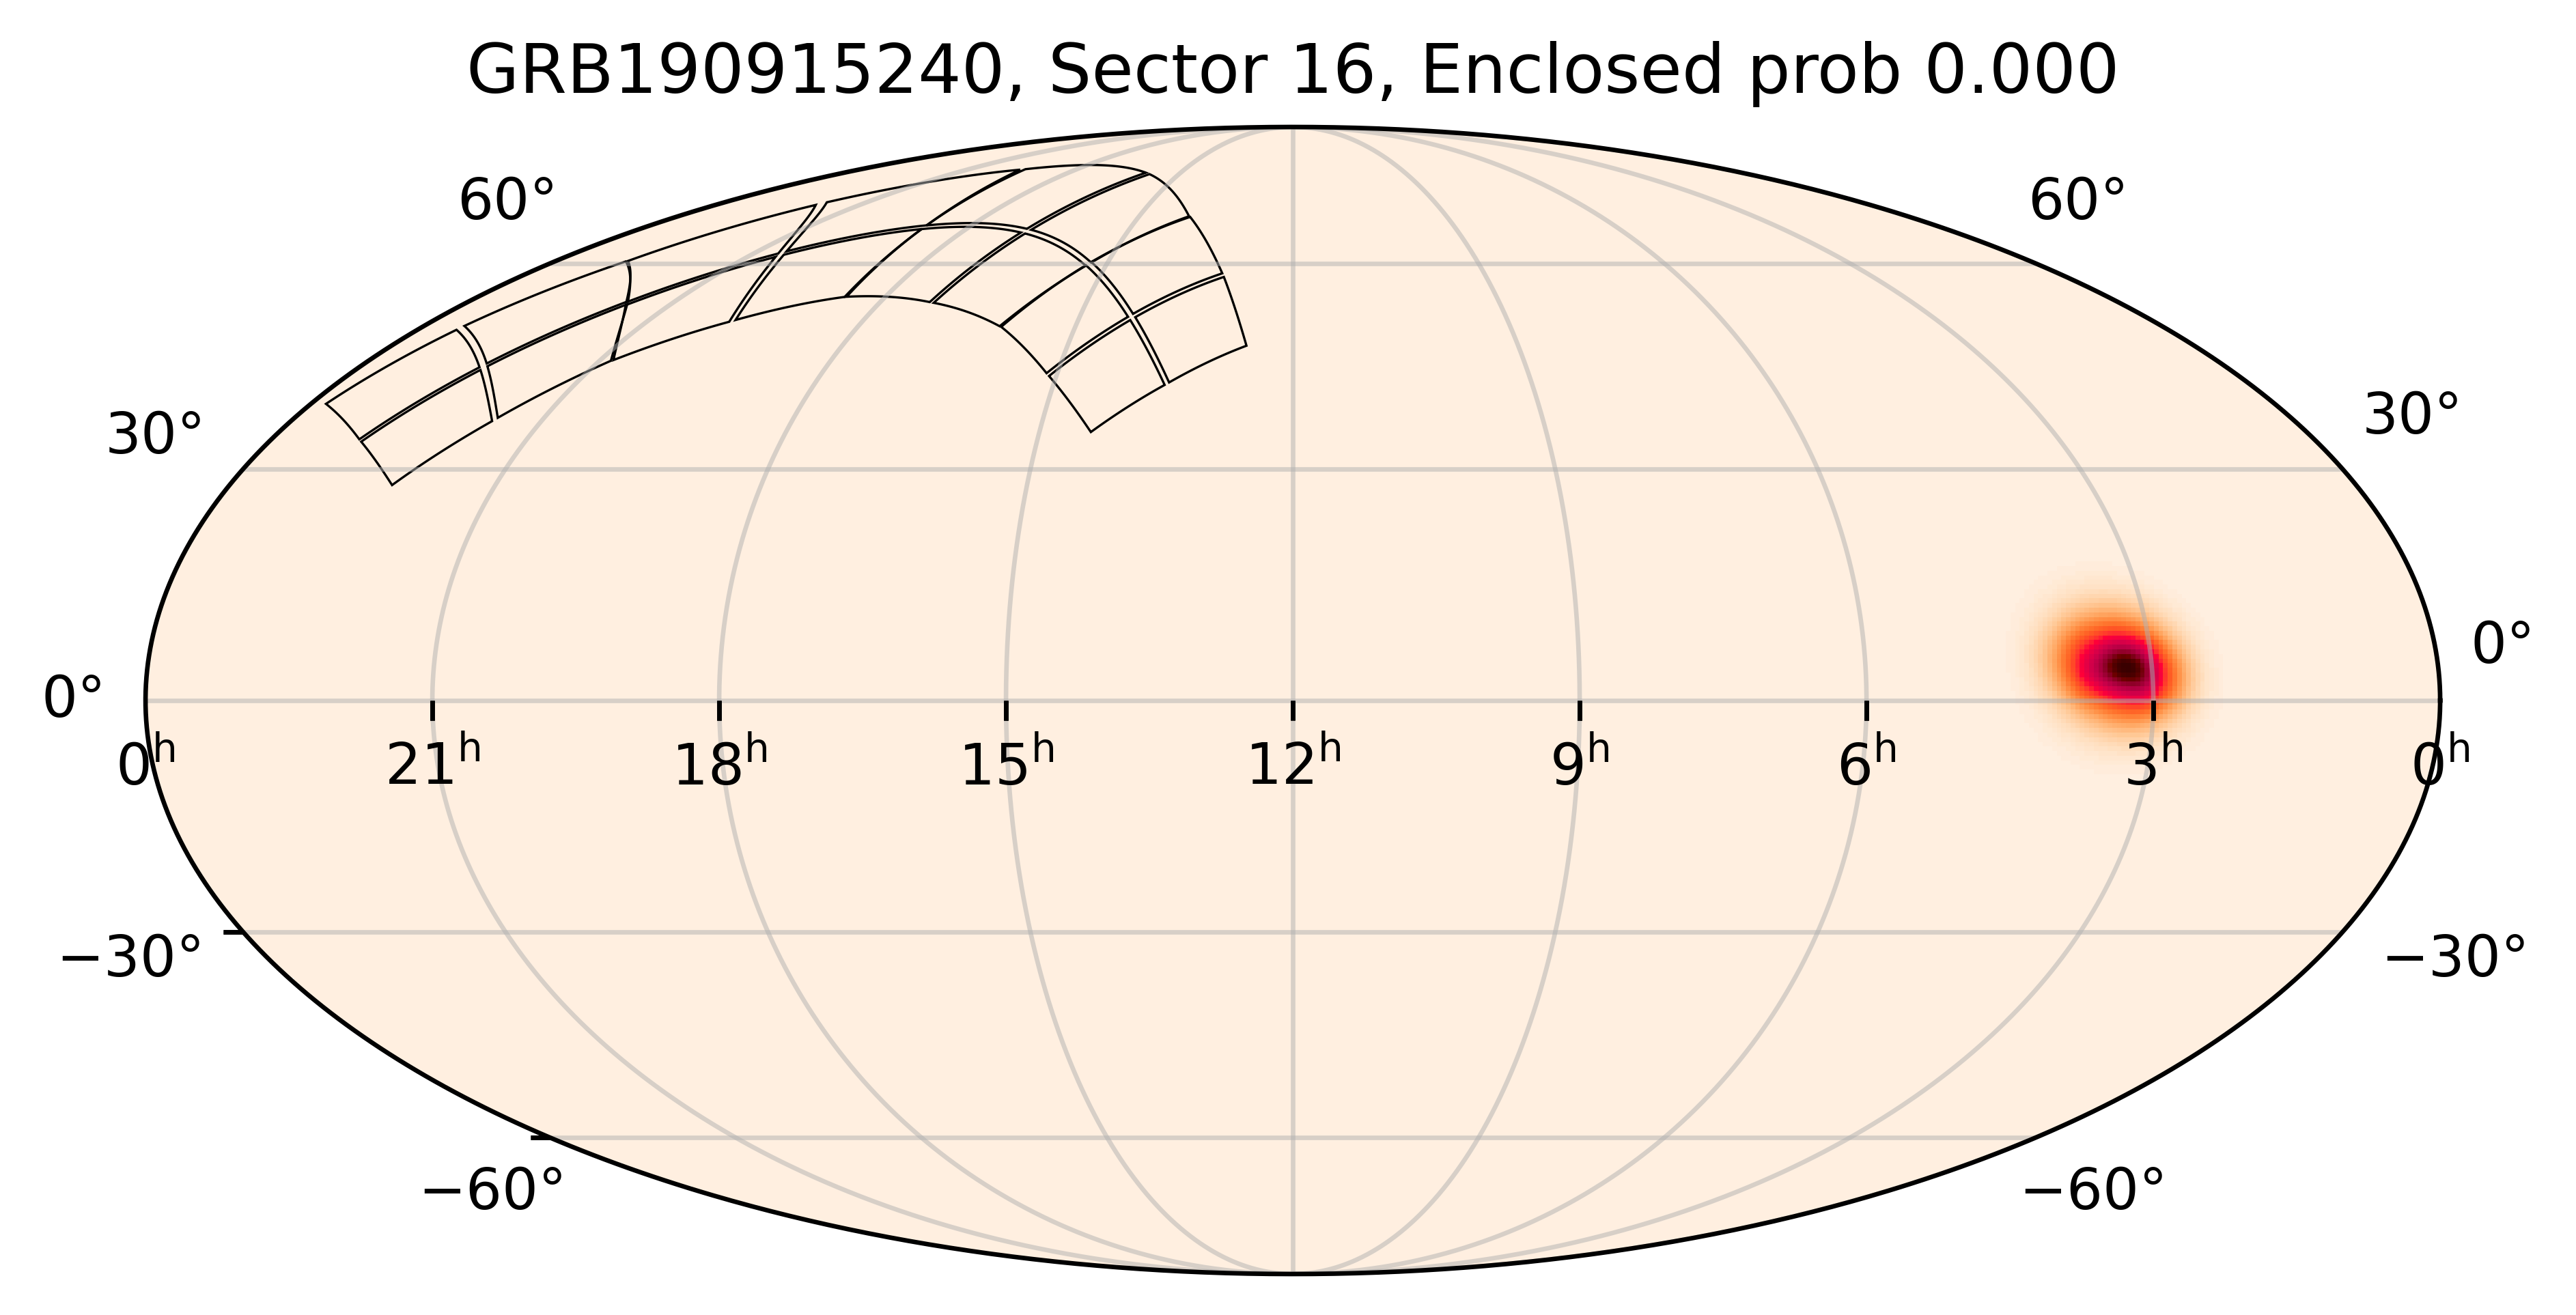 GRB190915240, Sector 16, Enclosed prob 0.000
60° 60°
30° 30°
0° 0°
0h 21h 18h 15h 12h 9h 6h 3h 0h
−30° −30°
−60° −60°